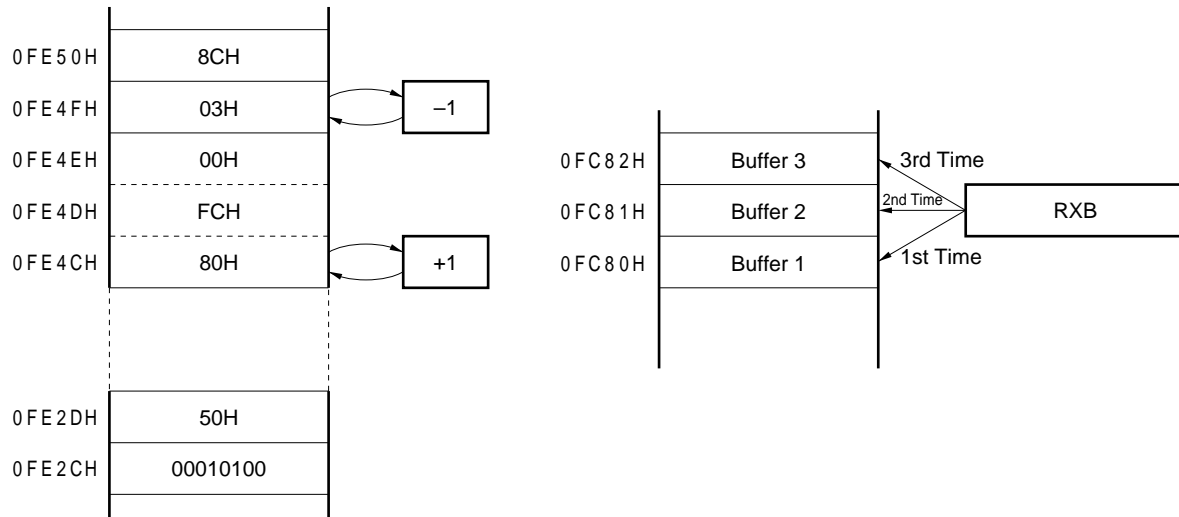 0FE50H 8CH
0FE4FH 03H –1
0FE4EH 00H
0FE4DH FCH
0FE4CH 80H +1
0FE2DH 50H
0FE2CH 00010100
0FC82H Buffer 3 3rd Time
0FC81H Buffer 2 2nd Time RXB
0FC80H Buffer 1 1st Time